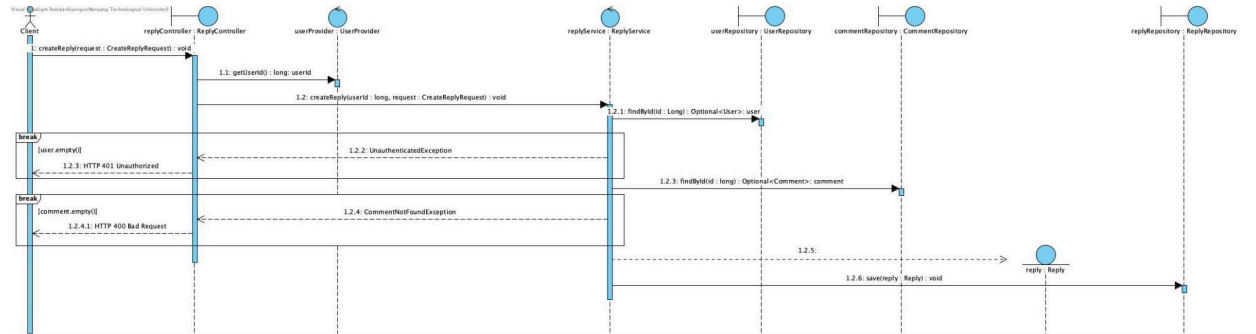 Visual Paradigm Standard(yongce(Nanyang Technological University))
Client
replyController : ReplyController
userProvider : UserProvider
replyService : ReplyService
userRepository : UserRepository
commentRepository : CommentRepository
replyRepository : ReplyRepository
1: createReply(request : CreateReplyRequest) : void
1.1: getUserId() : long: userId
1.2: createReply(userId : long, request : CreateReplyRequest) : void
1.2.1: findById(id : Long) : Optional<User>: user
break
[user.empty()]
1.2.2: UnauthenticatedException
1.2.3: HTTP 401 Unauthorized
1.2.3: findById(id : long) : Optional<Comment>: comment
break
[comment.empty()]
1.2.4: CommentNotFoundException
1.2.4.1: HTTP 400 Bad Request
1.2.5:
reply : Reply
1.2.6: save(reply : Reply) : void